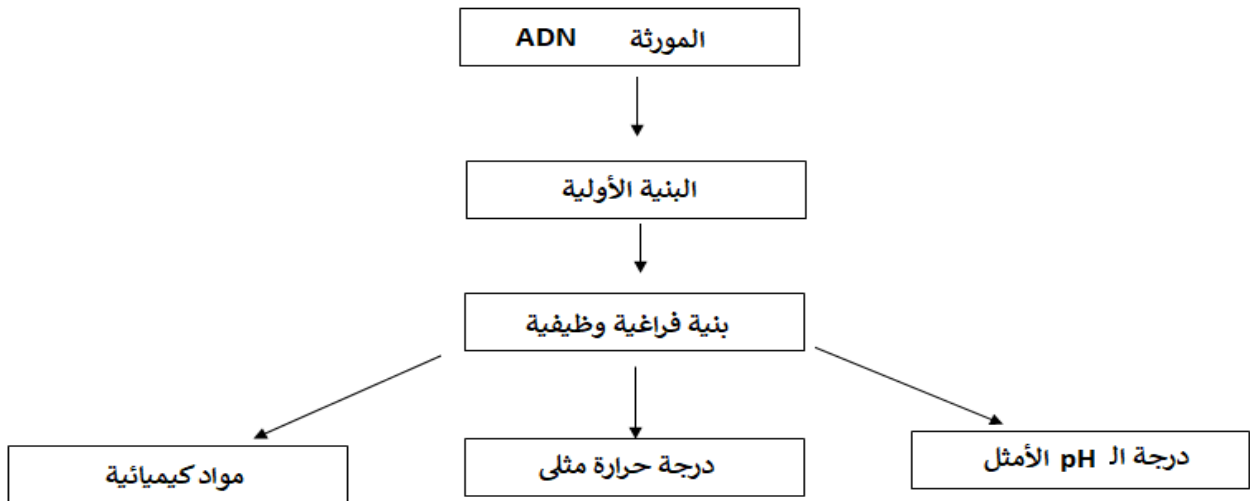 المورثة ADN
البنية الأولية
بنية فراغية وظيفية
درجة الـ pH الأمثل
درجة حرارة مثلى
مواد كيميائية